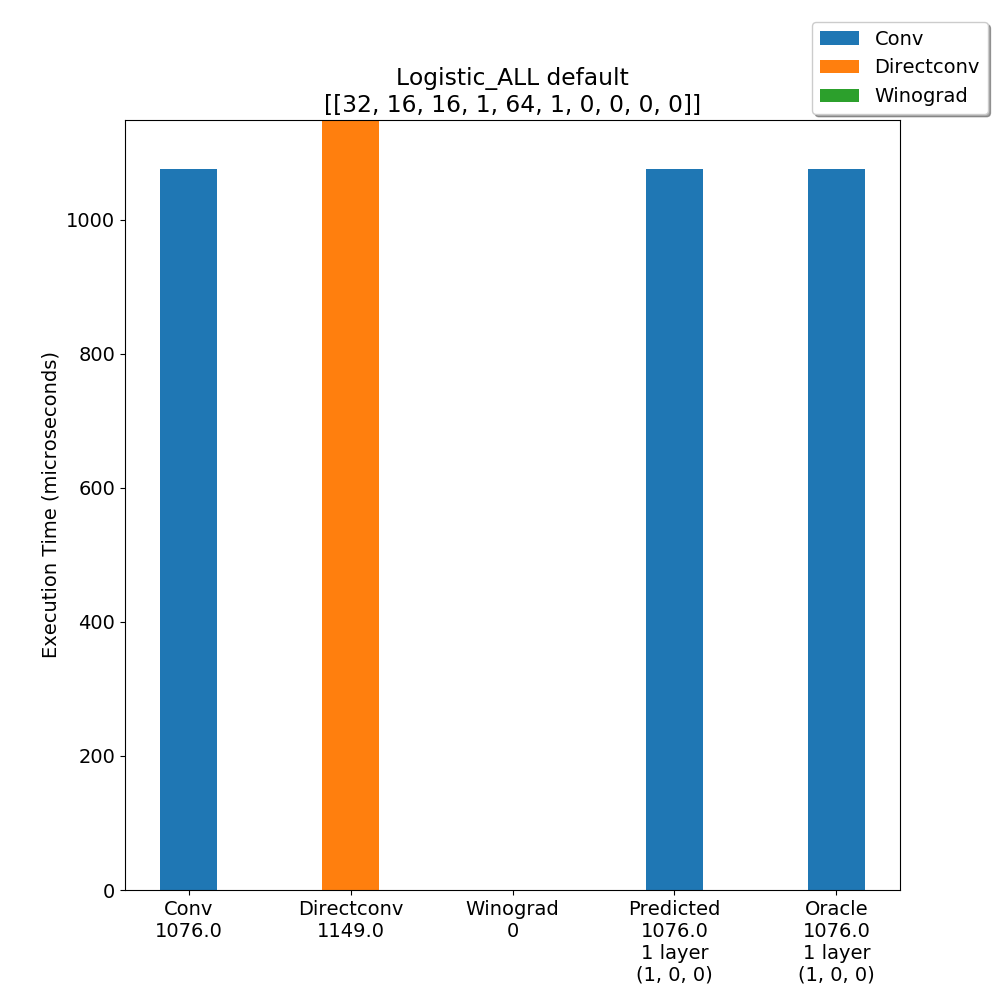 Conv
Directconv
Winograd
Logistic_ALL default
[[32, 16, 16, 1, 64, 1, 0, 0, 0, 0]]
Execution Time (microseconds)
1000
800
600
400
200
0
Conv
1076.0
Directconv
1149.0
Winograd
0
Predicted
1076.0
1 layer
(1, 0, 0)
Oracle
1076.0
1 layer
(1, 0, 0)